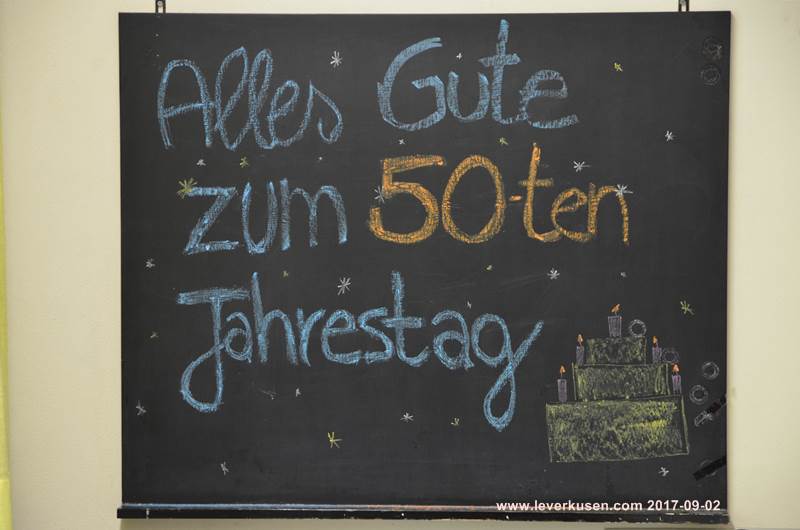 Alles Gute
zum 50-ten
Jahrestag
www.leverkusen.com 2017-09-02